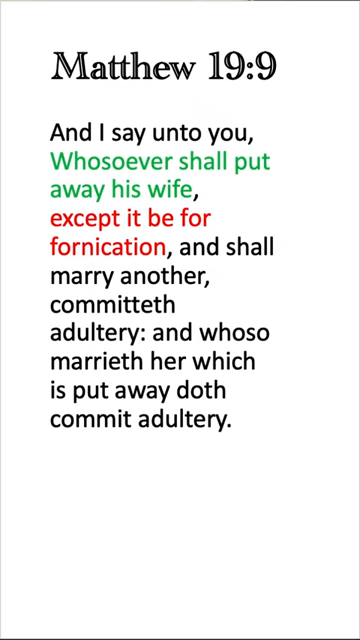 Matthew 19:9
And I say unto you,
Whosoever shall put
away his wife,
except it be for
fornication, and shall
marry another,
committeth
adultery: and whoso
marrieth her which
is put away doth
commit adultery.